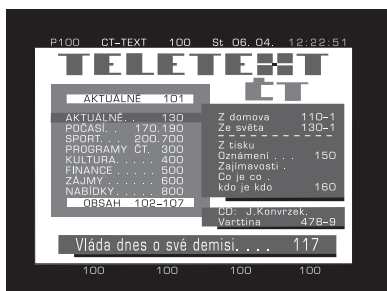 P100 CT-TEXT 100 St 06. 04. 12:22:51
TELETEXT
ČT
AKTUÁLNÉ 101
AKTUÁLNÉ. . 130
POČASÍ. . . 170.190
SPORT. . . 200.700
PROGRAMY ČT. 300
KULTURA. . . . 400
FINANCE . . . . . 500
ZÁJMY . . . . . . 600
NABÍDKY . . . . 800
OBSAH 102-107
Z domova 110-1
Ze světa 130-1
Z tisku
Oznámeni . . . 150
Zajímavosti .
Co je co .
kdo je kdo 160
CD: J.Konvrzek.
Varttina 478-9
Vláda dnes o své demisi. . . . 117
100 100 100 100